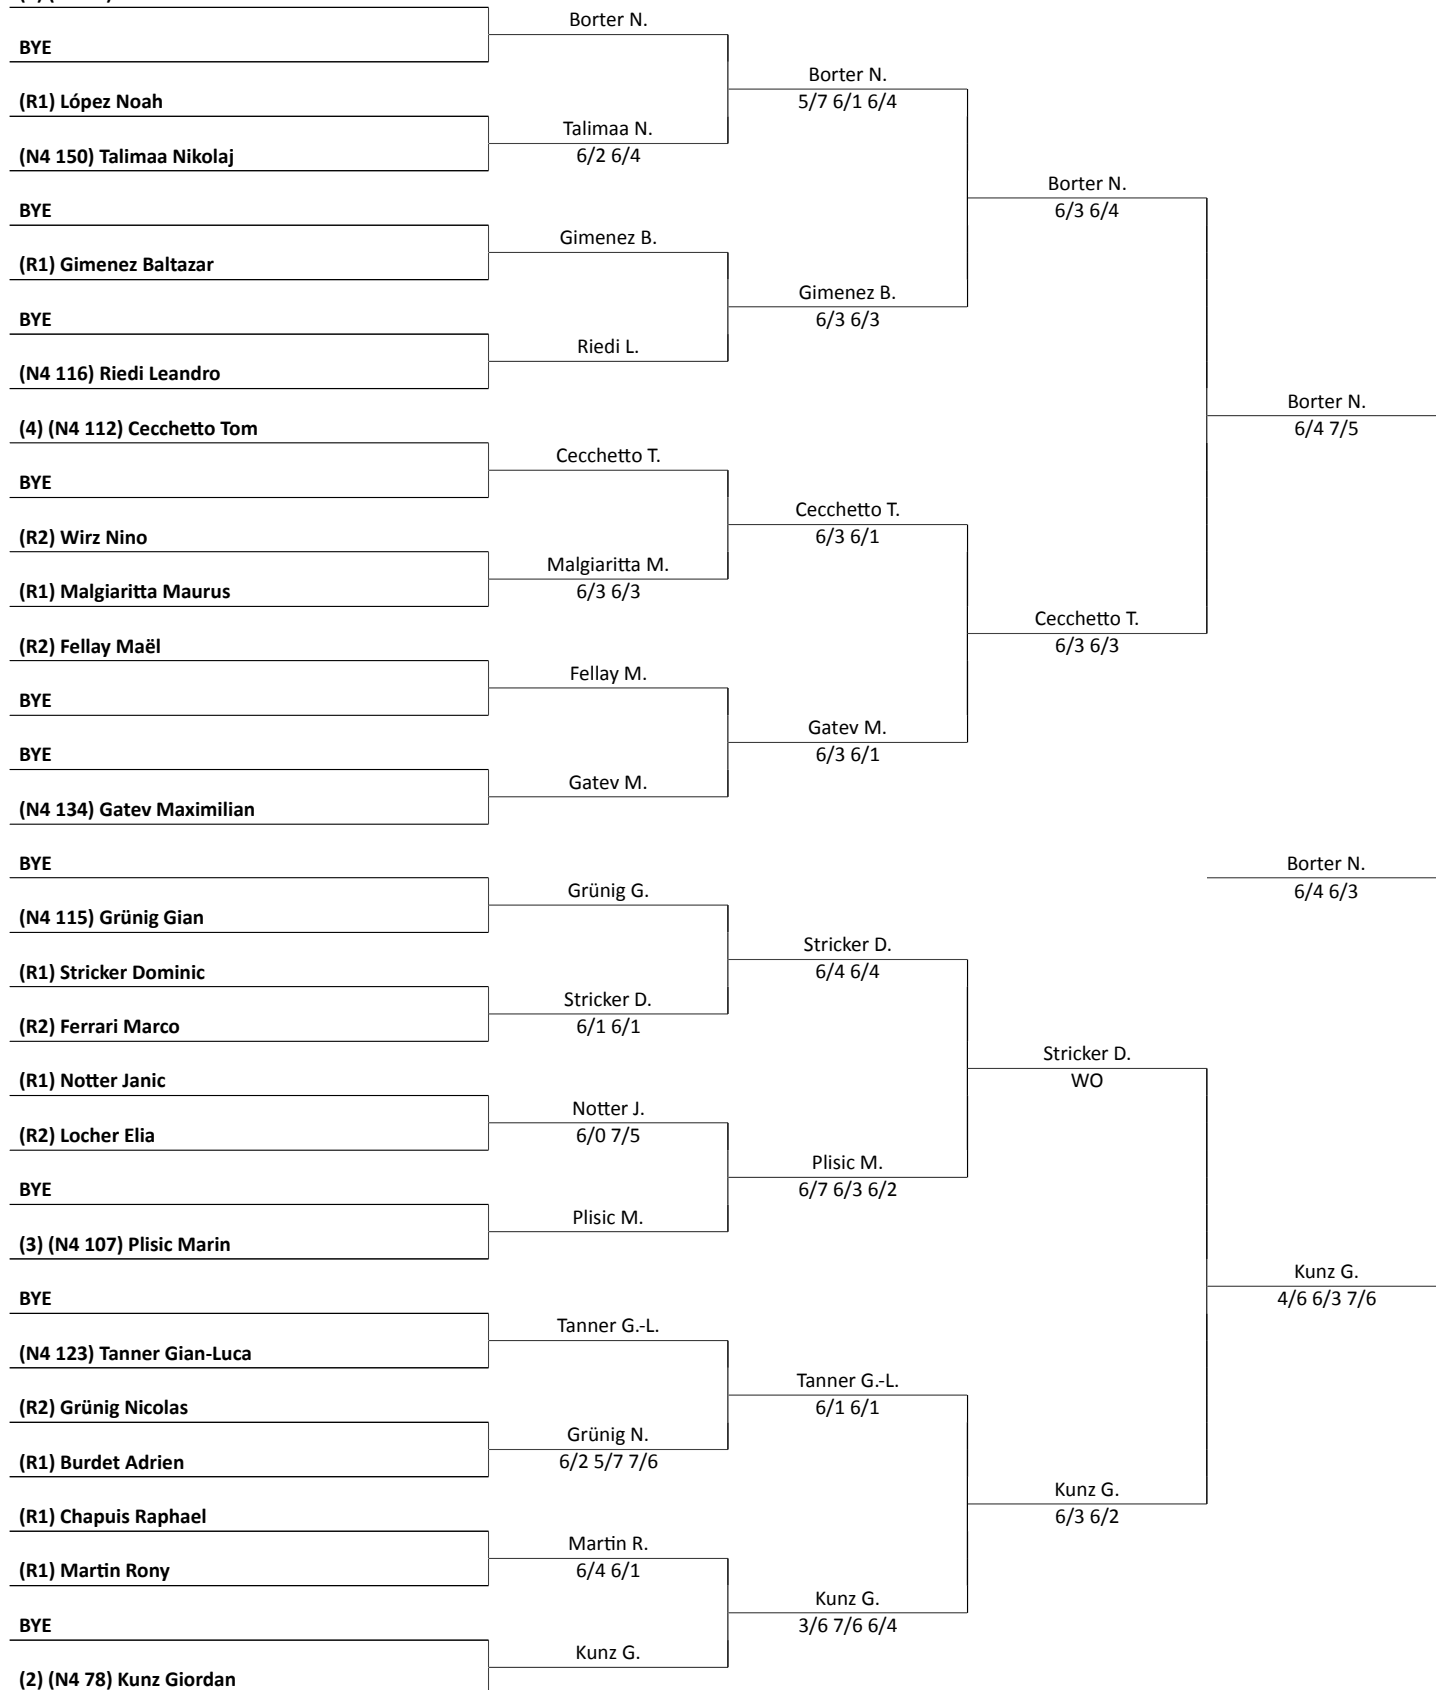 BYE
(R1) López Noah
(N4 150) Talimaa Nikolaj
BYE
(R1) Gimenez Baltazar
BYE
(N4 116) Riedi Leandro
(4) (N4 112) Cecchetto Tom
BYE
(R2) Wirz Nino
(R1) Malgiaritta Maurus
(R2) Fellay Maël
BYE
BYE
(N4 134) Gatev Maximilian
BYE
(N4 115) Grünig Gian
(R1) Stricker Dominic
(R2) Ferrari Marco
(R1) Notter Janic
(R2) Locher Elia
BYE
(3) (N4 107) Plisic Marin
BYE
(N4 123) Tanner Gian-Luca
(R2) Grünig Nicolas
(R1) Burdet Adrien
(R1) Chapuis Raphael
(R1) Martin Rony
BYE
(2) (N4 78) Kunz Giordan
Borter N.
Talimaa N.
6/2 6/4
Gimenez B.
Riedi L.
Cecchetto T.
Malgiaritta M.
6/3 6/3
Fellay M.
Gatev M.
Grünig G.
Stricker D.
6/1 6/1
Notter J.
6/0 7/5
Plisic M.
Tanner G.-L.
Grünig N.
6/2 5/7 7/6
Martin R.
6/4 6/1
Kunz G.
Borter N.
5/7 6/1 6/4
Gimenez B.
6/3 6/3
Cecchetto T.
6/3 6/1
Gatev M.
6/3 6/1
Stricker D.
6/4 6/4
Plisic M.
6/7 6/3 6/2
Tanner G.-L.
6/1 6/1
Kunz G.
3/6 7/6 6/4
Borter N.
6/3 6/4
Cecchetto T.
6/3 6/3
Stricker D.
WO
Kunz G.
6/3 6/2
Borter N.
6/4 7/5
Borter N.
6/4 6/3
Kunz G.
4/6 6/3 7/6